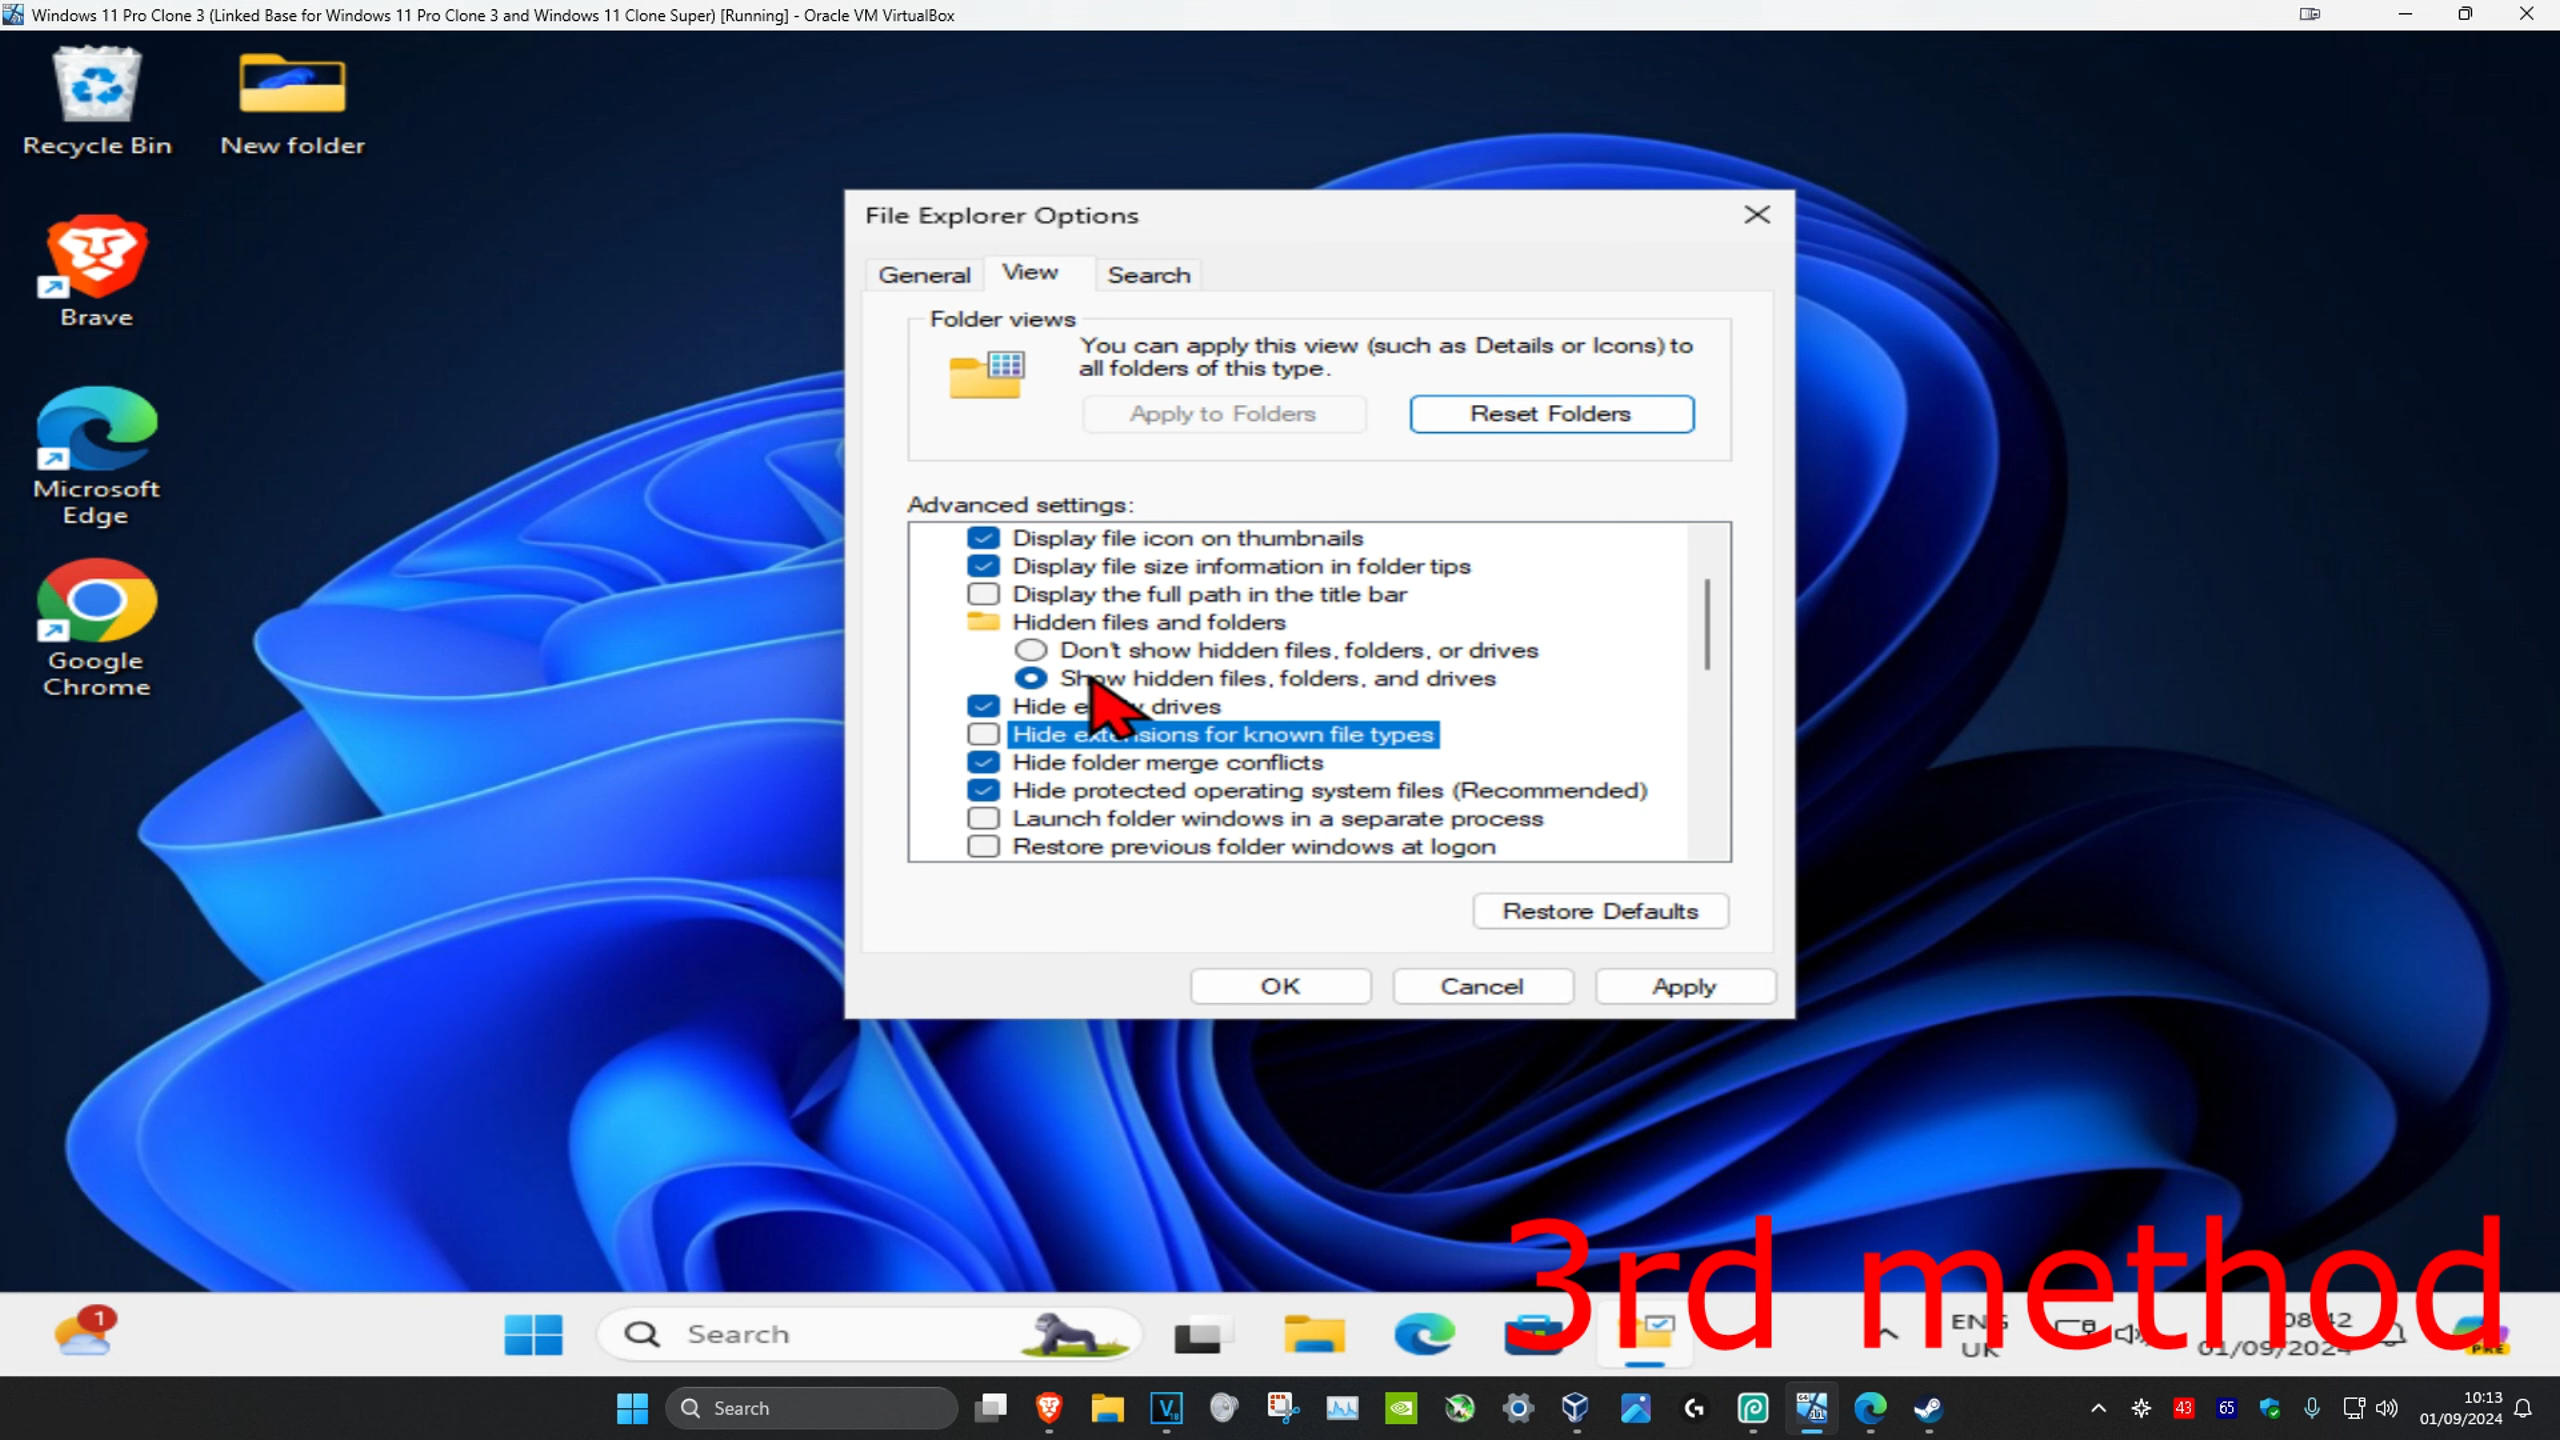 Windows 11 Pro Clone 3 (Linked Base for Windows 11 Pro Clone 3 and Windows 11 Clone Super) [Running] - Oracle VM VirtualBox
Recycle Bin
New folder
Brave
Microsoft
Edge
Google
Chrome
File Explorer Options
General
View
Search
Folder views
You can apply this view (such as Details or Icons) to
all folders of this type.
Apply to Folders
Reset Folders
Advanced settings:
Display file icon on thumbnails
Display file size information in folder tips
Display the full path in the title bar
Hidden files and folders
Don't show hidden files, folders, or drives
Show hidden files, folders, and drives
Hide empty drives
Hide extensions for known file types
Hide folder merge conflicts
Hide protected operating system files (Recommended)
Launch folder windows in a separate process
Restore previous folder windows at logon
Restore Defaults
OK
Cancel
Apply
3rd method
1
Search
ENG
UK
08:42
01/09/2024
PRE
Search
43
65
10:13
01/09/2024